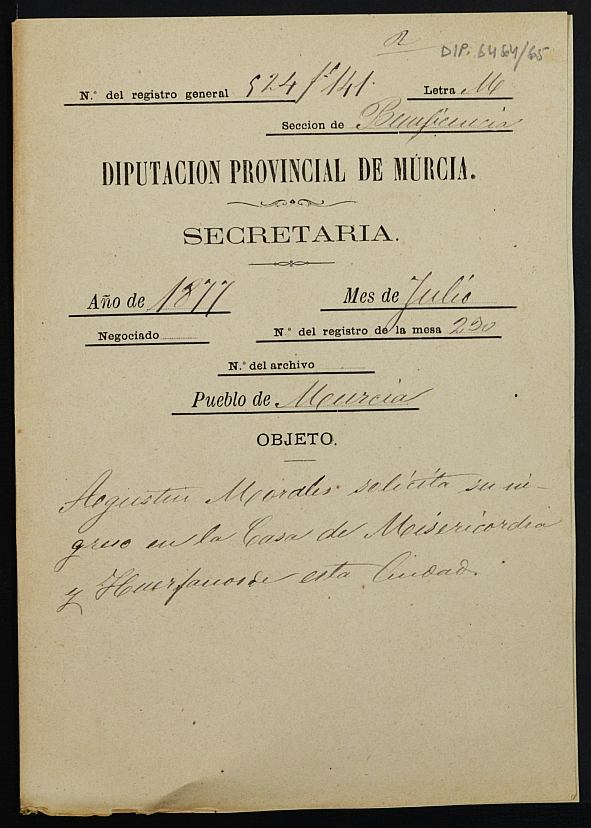 R
DIP. 6464/65
N.º del registro general 524 fº 141. Letra M
Seccion de Beneficencia
DIPUTACION PROVINCIAL DE MÚRCIA.
SECRETARIA.
Año de 1877 Mes de Julio
Negociado N.º del registro de la mesa 230
N.º del archivo
Pueblo de Murcia
OBJETO.
Agustin Morales solicita su in-
greso en la Casa de Misericordia
y Huerfanos de esta Ciudad.